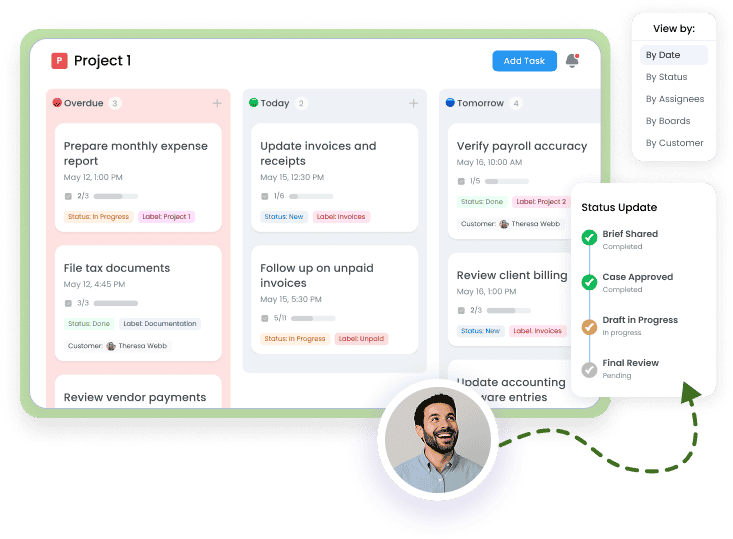 P Project 1
Add Task
Overdue 3
Prepare monthly expense
report
May 12, 1:00 PM
2/3
Status: In Progress Label: Project 1
File tax documents
May 12, 4:45 PM
3/3
Status: Done Label: Documentation
Customer: Theresa Webb
Review vendor payments
Today 2
Update invoices and
receipts
May 15, 12:30 PM
1/6
Status: New Label: Invoices
Follow up on unpaid
invoices
May 15, 5:30 PM
5/11
Status: In Progress Label: Unpaid
Tomorrow 4
Verify payroll accuracy
May 16, 10:00 AM
1/5
Status: Done Label: Project 2
Customer: Theresa Webb
Review client billing
May 16, 1:00 PM
2/3
Status: New Label: Invoices
Update accounting
ware entries
View by:
By Date
By Status
By Assignees
By Boards
By Customer
Status Update
Brief Shared
Completed
Case Approved
Completed
Draft in Progress
In progress
Final Review
Pending